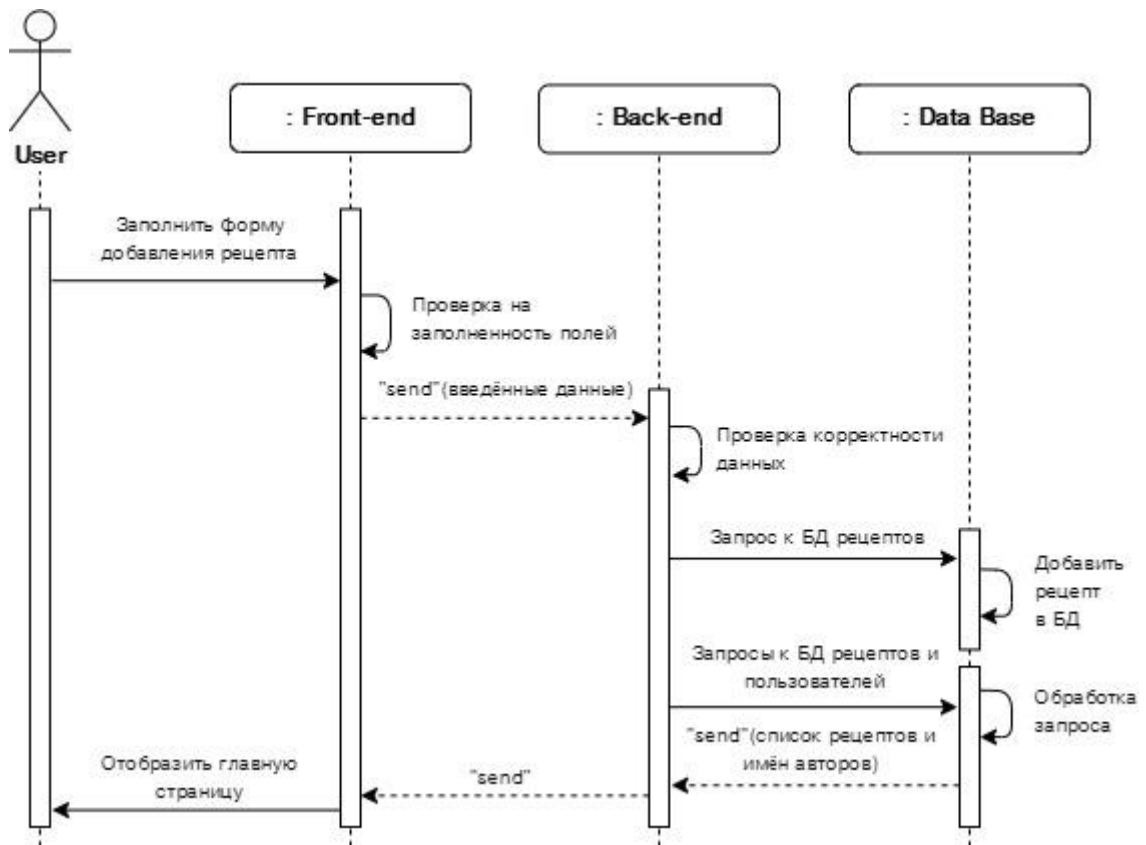 : Front-end
: Back-end
: Data Base
User
Заполнить форму
добавления рецепта
Проверка на
заполненность полей
"send"(введённые данные)
Проверка корректности
данных
Запрос к БД рецептов
Добавить
рецепт
в БД
Запросы к БД рецептов и
пользователей
Обработка
запроса
"send"(список рецептов и
имён авторов)
"send"
Отобразить главную
страницу